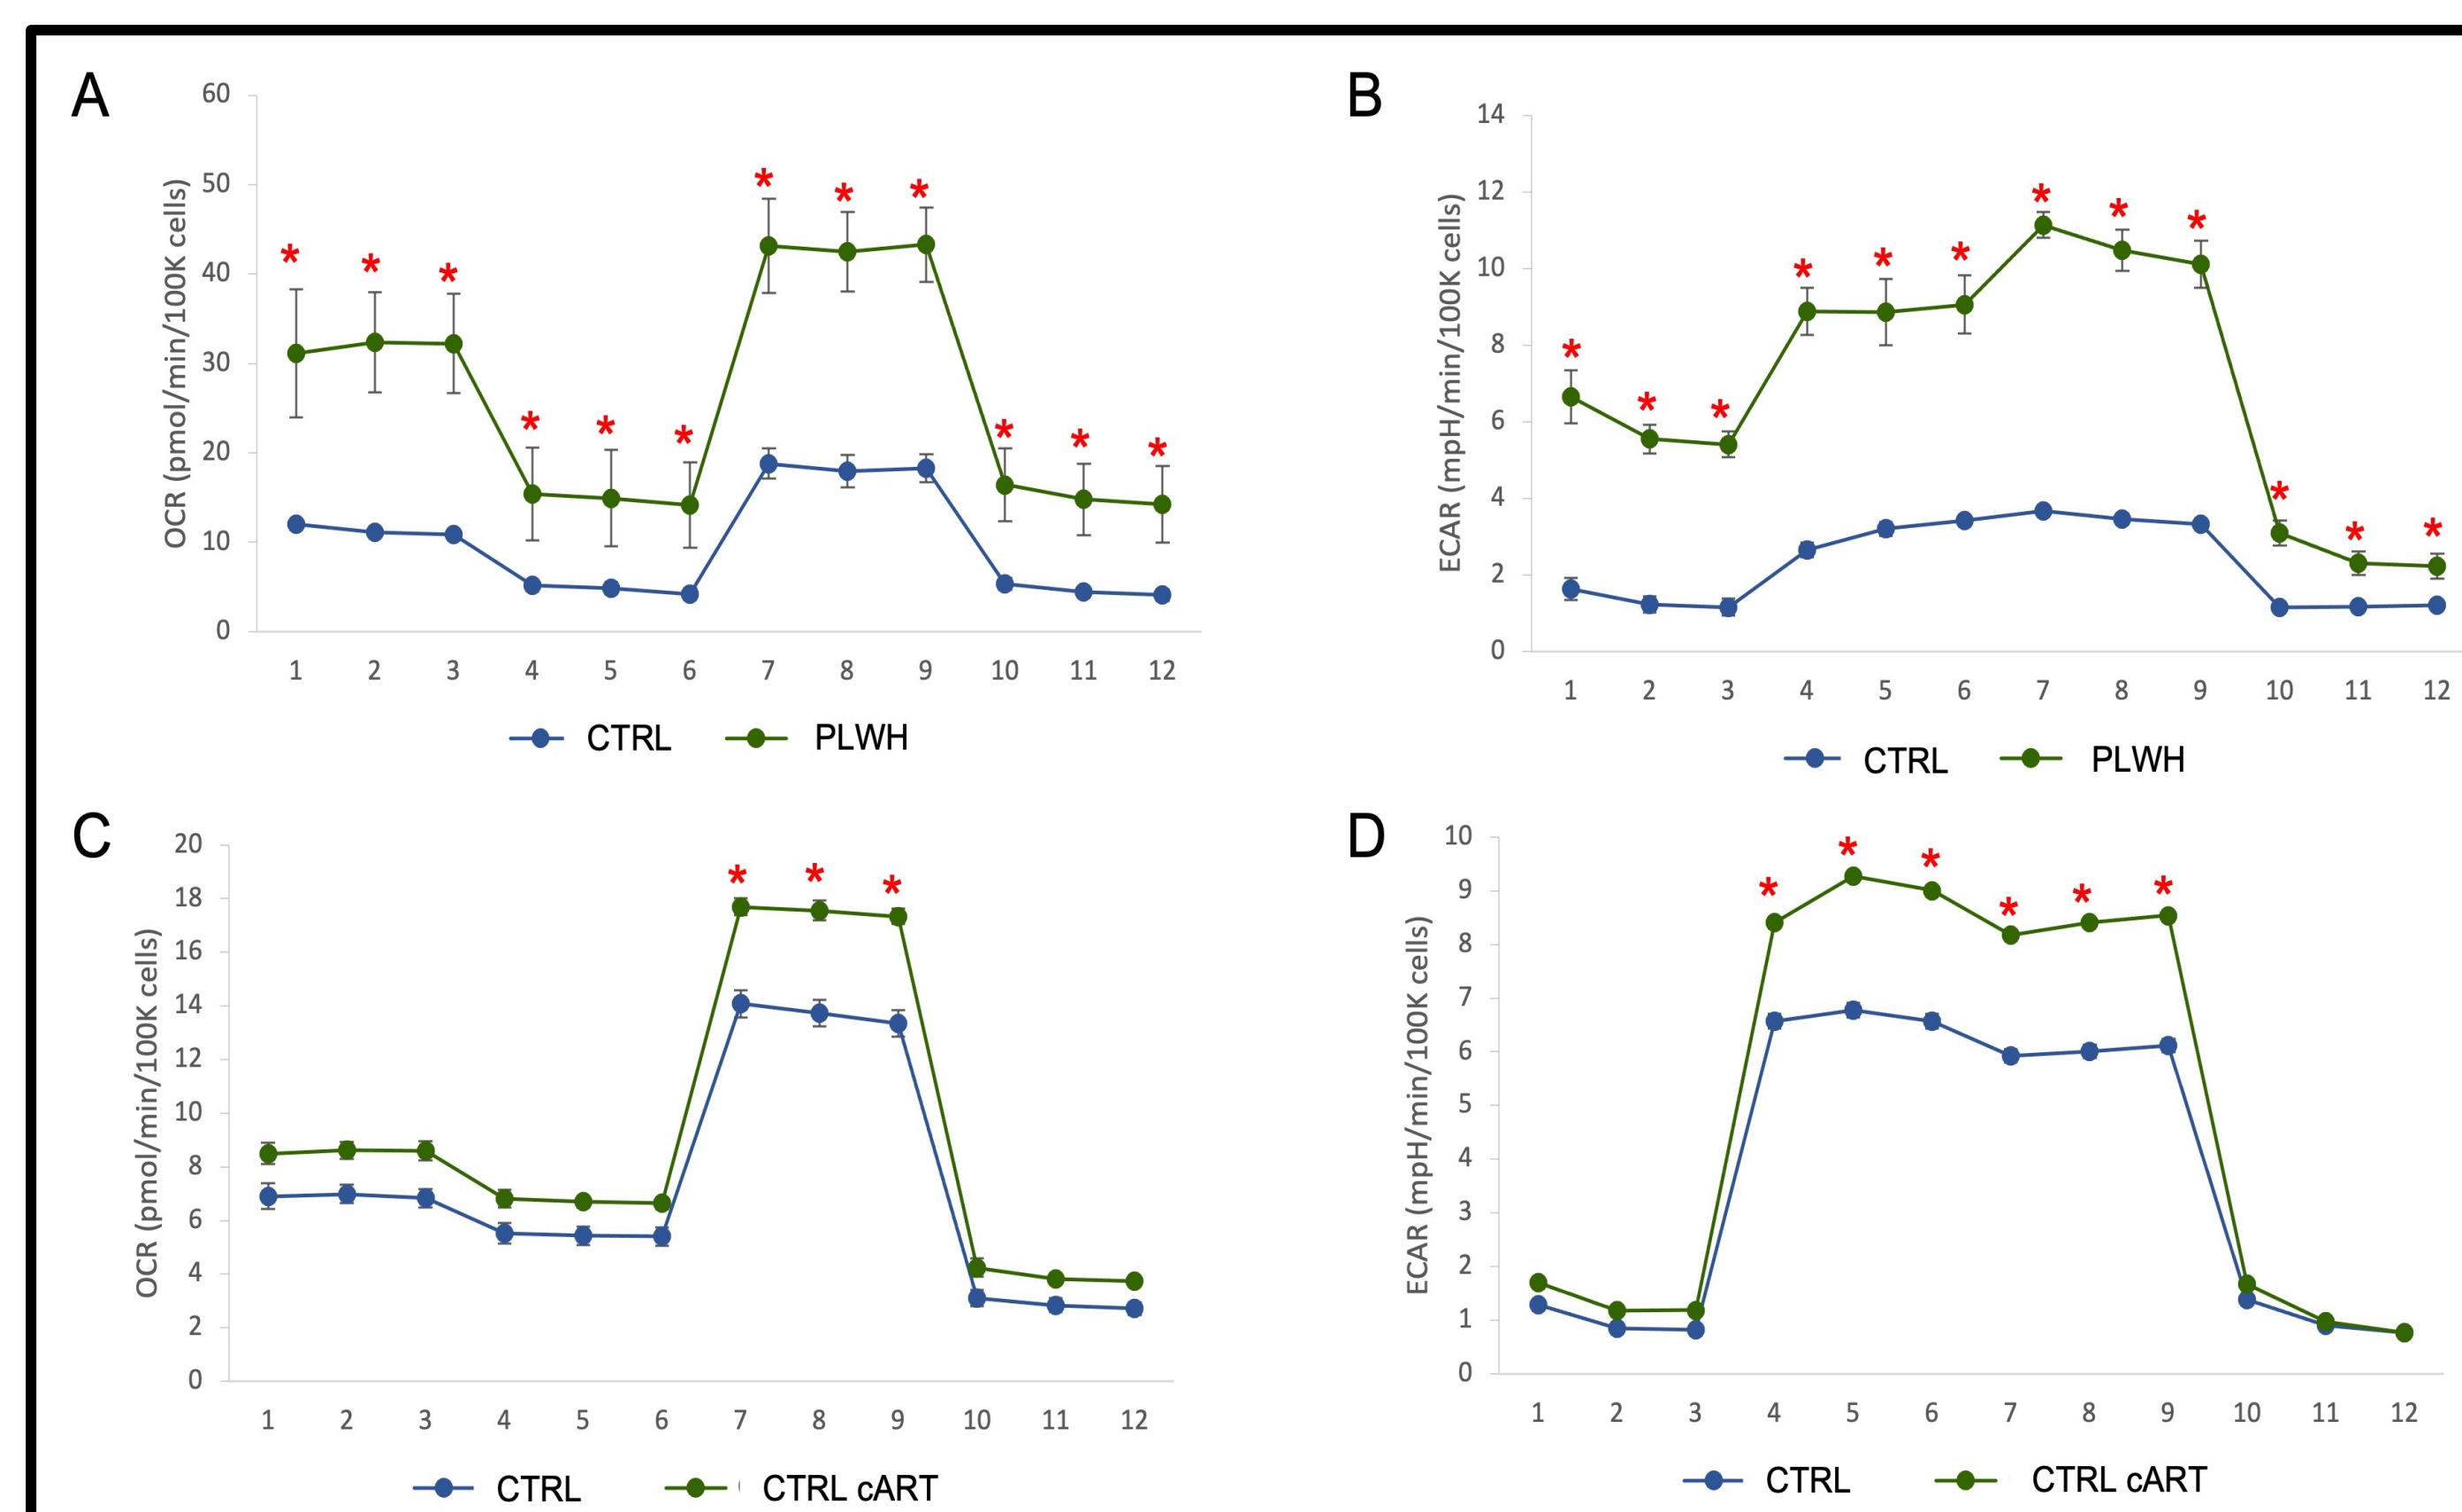 A
60
50
40
30
20
10
0
OCR (pmol/min/100K cells)
* * * * * * * * * * * *
1 2 3 4 5 6 7 8 9 10 11 12
CTRL PLWH
B
14
12
10
8
6
4
2
0
ECAR (mpH/min/100K cells)
* * * * * * * * * * * *
1 2 3 4 5 6 7 8 9 10 11 12
CTRL PLWH
C
20
18
16
14
12
10
8
6
4
2
0
OCR (pmol/min/100K cells)
* * *
1 2 3 4 5 6 7 8 9 10 11 12
CTRL CTRL cART
D
10
9
8
7
6
5
4
3
2
1
0
ECAR (mpH/min/100K cells)
* * * * * *
1 2 3 4 5 6 7 8 9 10 11 12
CTRL CTRL cART